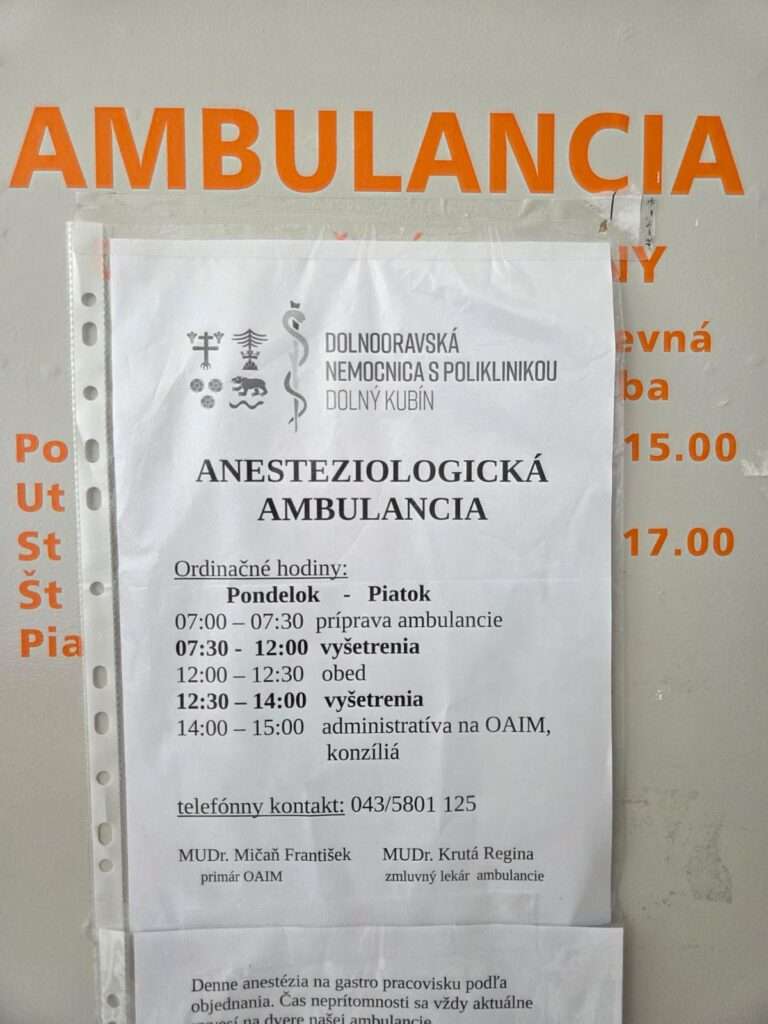 AMBULANCIA
NY
evná
ba
Po 15.00
Ut
St 17.00
Št
Pia
DOLNOORAVSKÁ
NEMOCNICA S POLIKLINIKOU
DOLNÝ KUBÍN
ANESTEZIOLOGICKÁ
AMBULANCIA
Ordinačné hodiny:
Pondelok - Piatok
07:00 – 07:30 príprava ambulancie
07:30 - 12:00 vyšetrenia
12:00 – 12:30 obed
12:30 – 14:00 vyšetrenia
14:00 – 15:00 administratíva na OAIM,
konzíliá
telefónny kontakt: 043/5801 125
MUDr. Mičaň František MUDr. Krutá Regina
primár OAIM zmluvný lekár ambulancie
Denne anestézia na gastro pracovisku podľa
objednania. Čas neprítomnosti sa vždy aktuálne
na dvere našej ambulancie